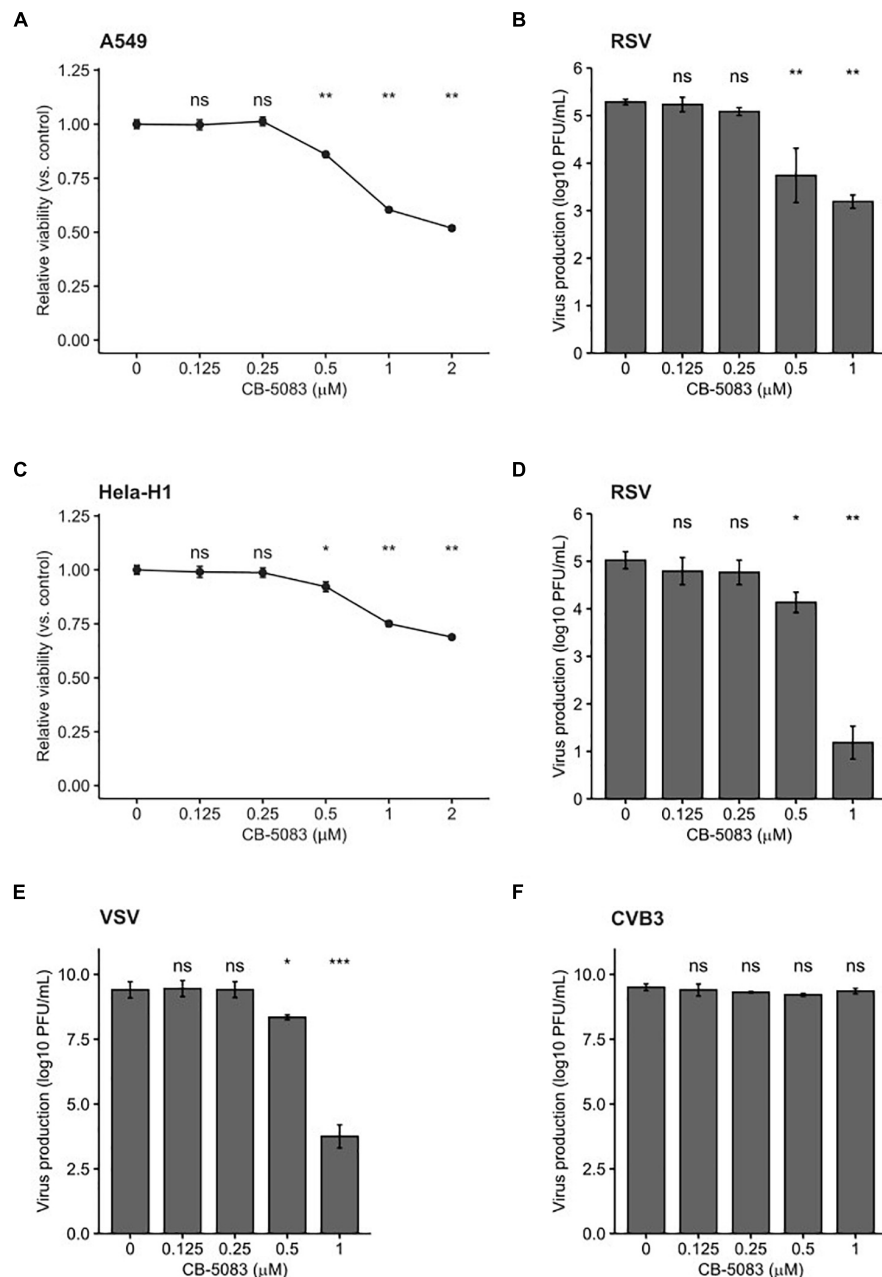 A
A549
1.25
1.00
0.75
0.50
0.25
0.00
Relative viability (vs. control)
ns
ns
**
**
**
0
0.125
0.25
0.5
1
2
CB-5083 (μM)
B
RSV
6
5
4
3
2
1
0
Virus production (log10 PFU/mL)
ns
ns
**
**
0
0.125
0.25
0.5
1
CB-5083 (μM)
C
Hela-H1
1.25
1.00
0.75
0.50
0.25
0.00
Relative viability (vs. control)
ns
ns
*
**
**
0
0.125
0.25
0.5
1
2
CB-5083 (μM)
D
RSV
6
5
4
3
2
1
0
Virus production (log10 PFU/mL)
ns
ns
*
**
0
0.125
0.25
0.5
1
CB-5083 (μM)
E
VSV
10.0
7.5
5.0
2.5
0.0
Virus production (log10 PFU/mL)
ns
ns
*
***
0
0.125
0.25
0.5
1
CB-5083 (μM)
F
CVB3
10.0
7.5
5.0
2.5
0.0
Virus production (log10 PFU/mL)
ns
ns
ns
ns
0
0.125
0.25
0.5
1
CB-5083 (μM)